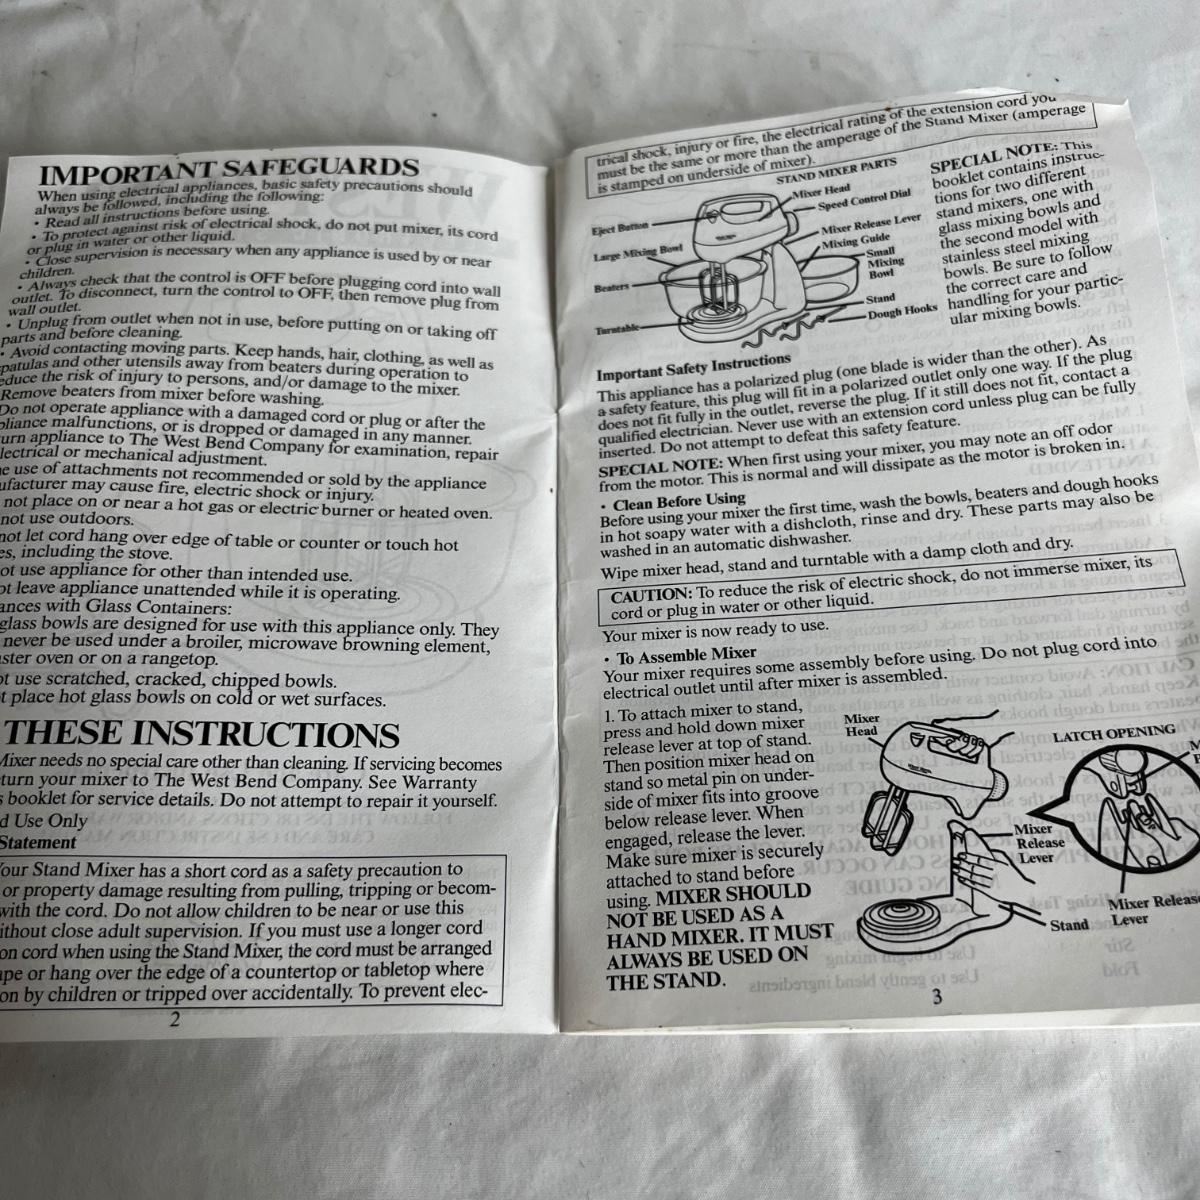 IMPORTANT SAFEGUARDS
When using electrical appliances, basic safety precautions should
always be followed, including the following:
• Read all instructions before using.
• To protect against risk of electrical shock, do not put mixer, its cord
or plug in water or other liquid.
• Close supervision is necessary when any appliance is used by or near
children.
• Always check that the control is OFF before plugging cord into wall
outlet. To disconnect, turn the control to OFF, then remove plug from
wall outlet.
• Unplug from outlet when not in use, before putting on or taking off
parts and before cleaning.
• Avoid contacting moving parts. Keep hands, hair, clothing, as well as
patulas and other utensils away from beaters during operation to
educe the risk of injury to persons, and/or damage to the mixer.
Remove beaters from mixer before washing.
Do not operate appliance with a damaged cord or plug or after the
pliance malfunctions, or is dropped or damaged in any manner.
urn appliance to The West Bend Company for examination, repair
lectrical or mechanical adjustment.
e use of attachments not recommended or sold by the appliance
ufacturer may cause fire, electric shock or injury.
not place on or near a hot gas or electric burner or heated oven.
not use outdoors.
not let cord hang over edge of table or counter or touch hot
es, including the stove.
ot use appliance for other than intended use.
ot leave appliance unattended while it is operating.
ances with Glass Containers:
glass bowls are designed for use with this appliance only. They
never be used under a broiler, microwave browning element,
ster oven or on a rangetop.
ot use scratched, cracked, chipped bowls.
t place hot glass bowls on cold or wet surfaces.
THESE INSTRUCTIONS
Mixer needs no special care other than cleaning. If servicing becomes
turn your mixer to The West Bend Company. See Warranty
s booklet for service details. Do not attempt to repair it yourself.
d Use Only
Statement
Your Stand Mixer has a short cord as a safety precaution to
or property damage resulting from pulling, tripping or becom-
with the cord. Do not allow children to be near or use this
ithout close adult supervision. If you must use a longer cord
on cord when using the Stand Mixer, the cord must be arranged
ape or hang over the edge of a countertop or tabletop where
on by children or tripped over accidentally. To prevent elec-
2
trical shock, injury or fire, the electrical rating of the extension cord you
must be the same or more than the amperage of the Stand Mixer (amperage
is stamped on underside of mixer).
STAND MIXER PARTS
Mixer Head
Speed Control Dial
Eject Button
Mixer Release Lever
Mixing Guide
Large Mixing Bowl
Small
Mixing
Bowl
Beaters
Stand
Dough Hooks
Turntable
SPECIAL NOTE: This
booklet contains instruc-
tions for two different
stand mixers, one with
glass mixing bowls and
the second model with
stainless steel mixing
bowls. Be sure to follow
the correct care and
handling for your partic-
ular mixing bowls.
Important Safety Instructions
This appliance has a polarized plug (one blade is wider than the other). As
a safety feature, this plug will fit in a polarized outlet only one way. If the plug
does not fit fully in the outlet, reverse the plug. If it still does not fit, contact a
qualified electrician. Never use with an extension cord unless plug can be fully
inserted. Do not attempt to defeat this safety feature.
SPECIAL NOTE: When first using your mixer, you may note an off odor
from the motor. This is normal and will dissipate as the motor is broken in.
• Clean Before Using
Before using your mixer the first time, wash the bowls, beaters and dough hooks
in hot soapy water with a dishcloth, rinse and dry. These parts may also be
washed in an automatic dishwasher.
Wipe mixer head, stand and turntable with a damp cloth and dry.
CAUTION: To reduce the risk of electric shock, do not immerse mixer, its
cord or plug in water or other liquid.
Your mixer is now ready to use.
• To Assemble Mixer
Your mixer requires some assembly before using. Do not plug cord into
electrical outlet until after mixer is assembled.
1. To attach mixer to stand,
press and hold down mixer
release lever at top of stand.
Then position mixer head on
stand so metal pin on under-
side of mixer fits into groove
below release lever. When
engaged, release the lever.
Make sure mixer is securely
attached to stand before
using. MIXER SHOULD
NOT BE USED AS A
HAND MIXER. IT MUST
ALWAYS BE USED ON
THE STAND.
Mixer
Head
LATCH OPENING
Mixer
Release
Lever
Stand
Mixer Release
Lever
3